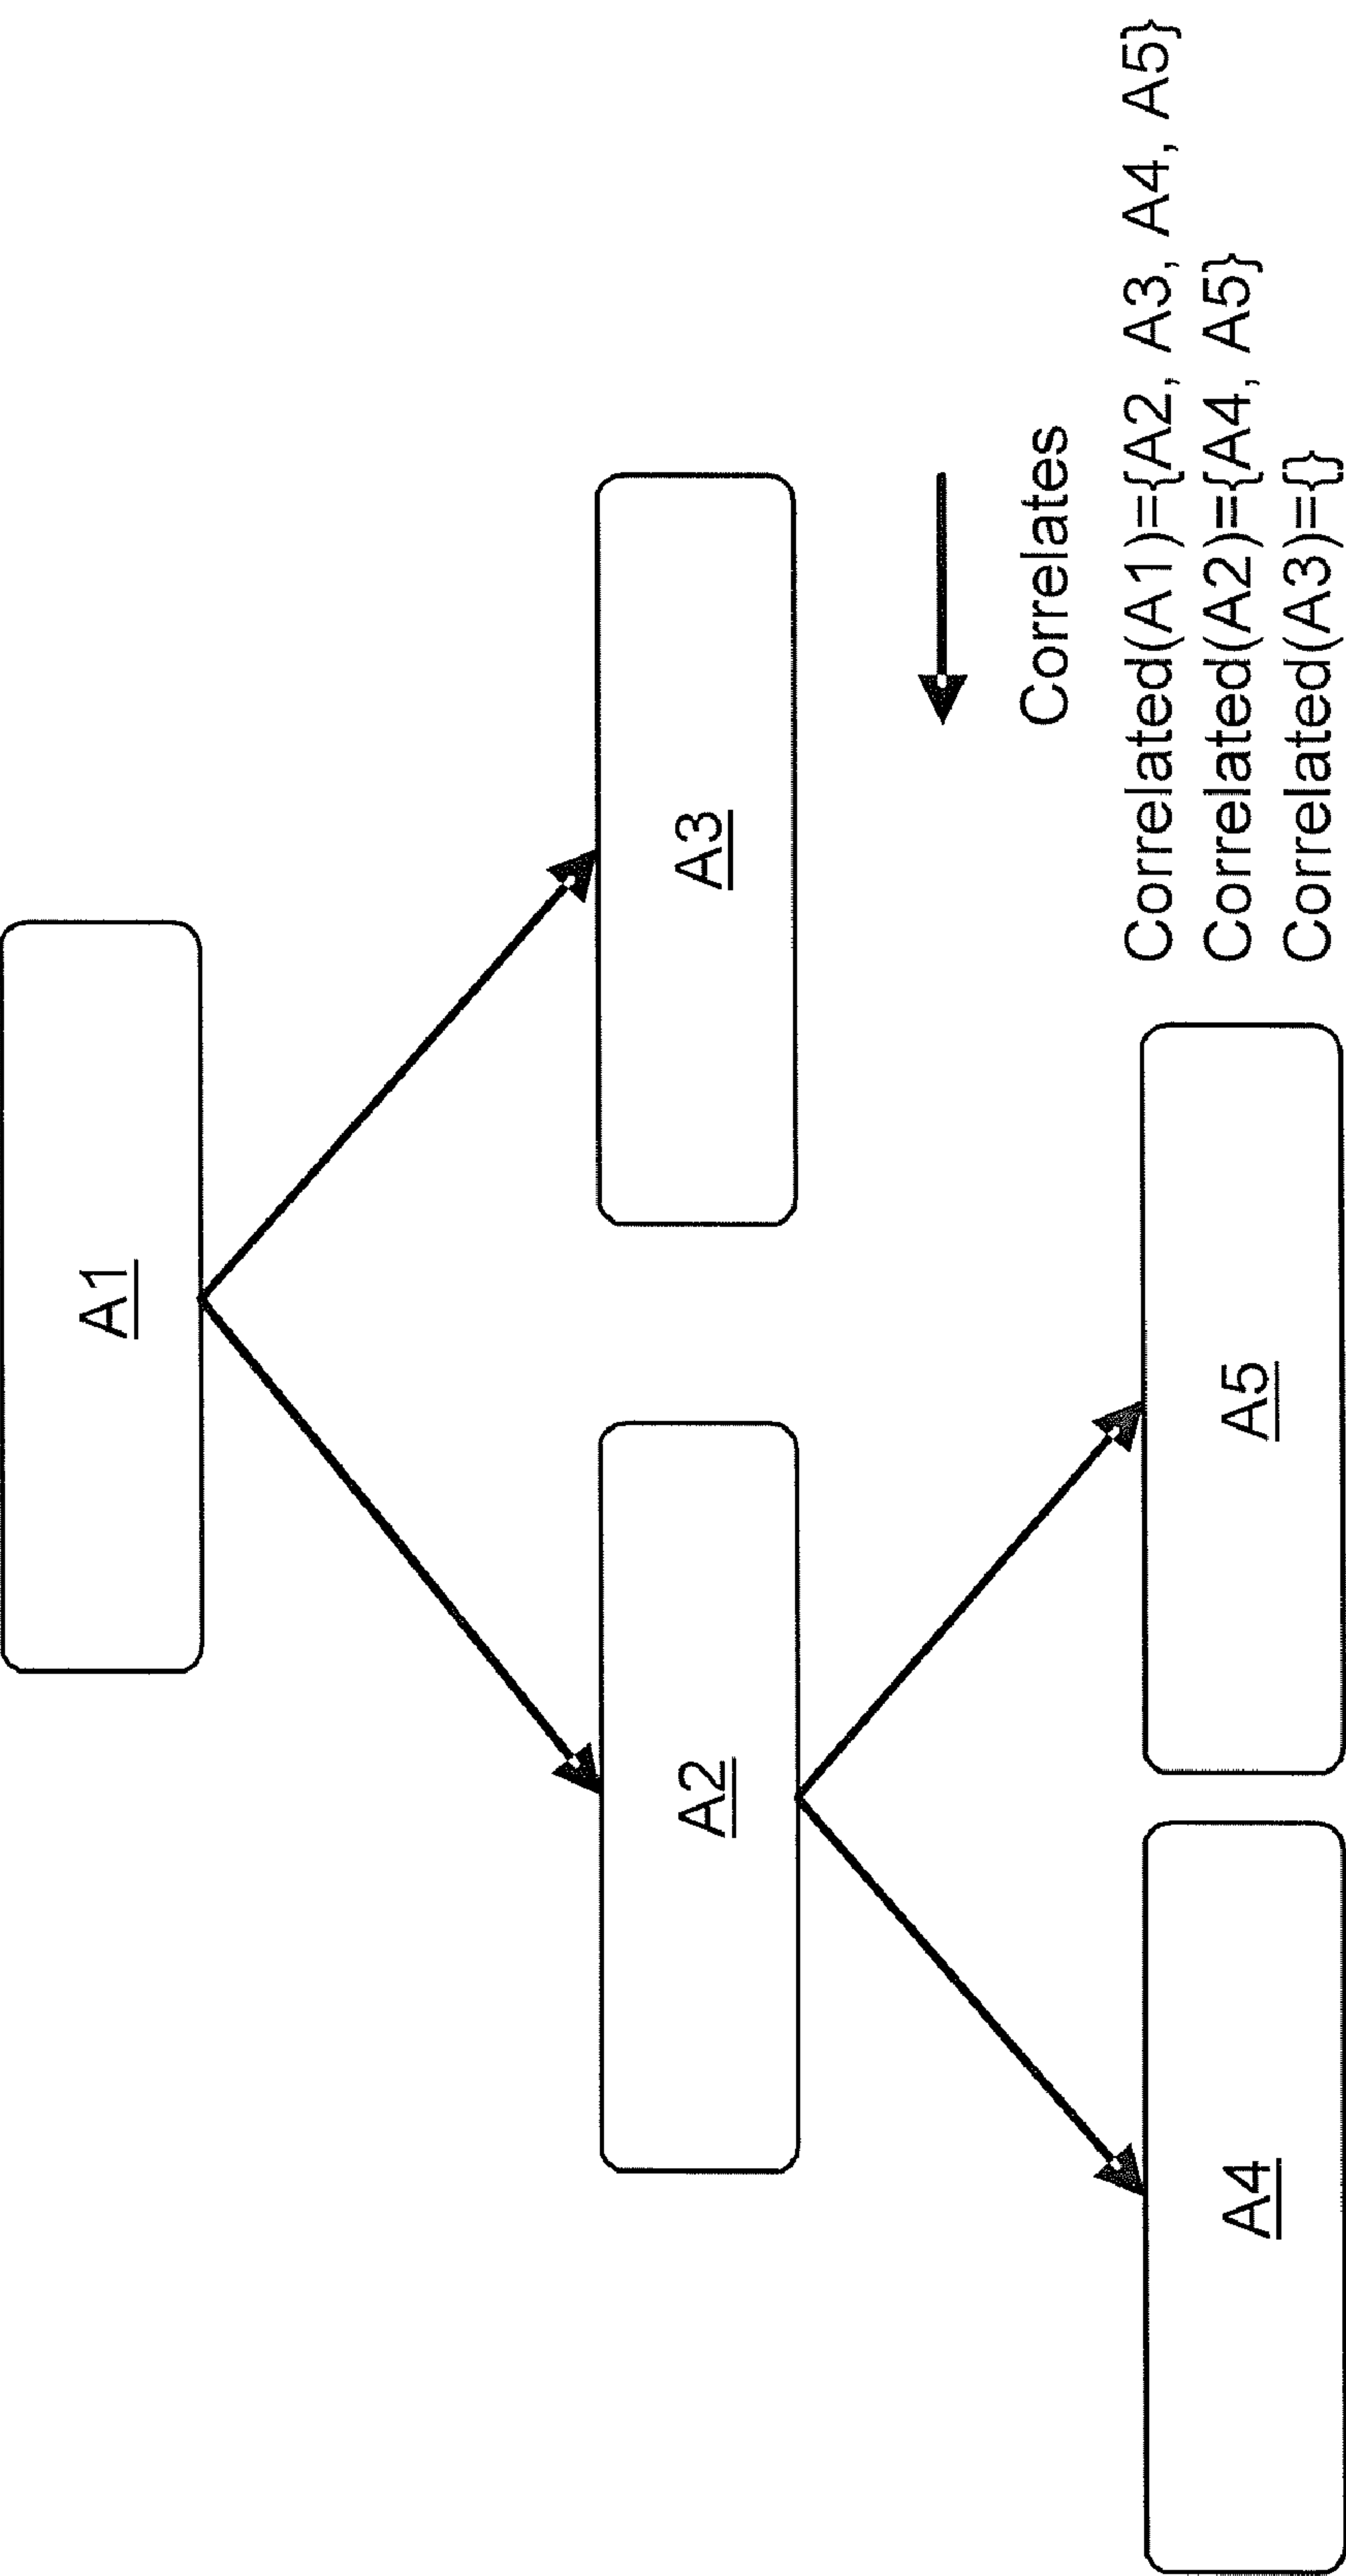 A1
A2
A3
A4
A5
Correlates
Correlated(A1)={A2, A3, A4, A5}
Correlated(A2)={A4, A5}
Correlated(A3)={}